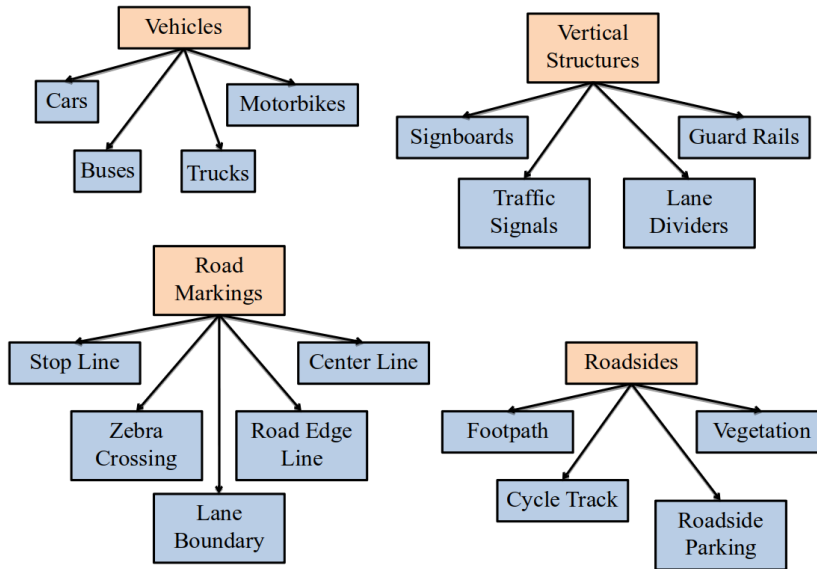 Vehicles
Cars
Motorbikes
Buses
Trucks
Vertical
Structures
Signboards
Guard Rails
Traffic
Signals
Lane
Dividers
Road
Markings
Stop Line
Center Line
Zebra
Crossing
Road Edge
Line
Lane
Boundary
Roadsides
Footpath
Vegetation
Cycle Track
Roadside
Parking